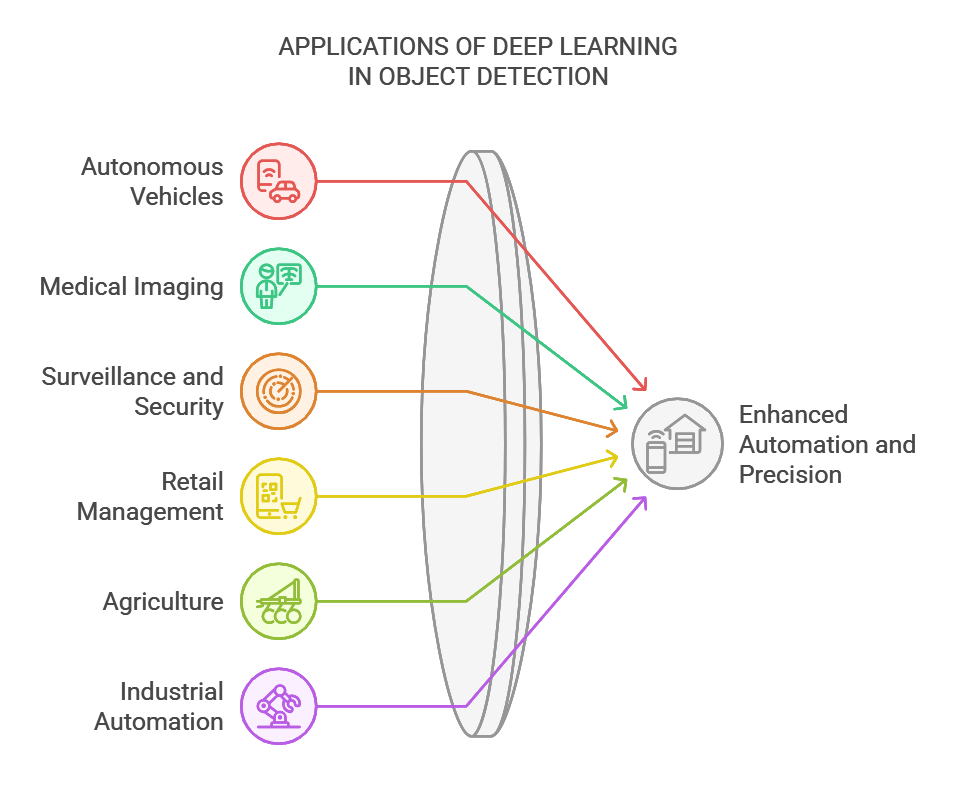 APPLICATIONS OF DEEP LEARNING
IN OBJECT DETECTION
Autonomous
Vehicles
Medical Imaging
Surveillance and
Security
Retail
Management
Agriculture
Industrial
Automation
Enhanced
Automation and
Precision